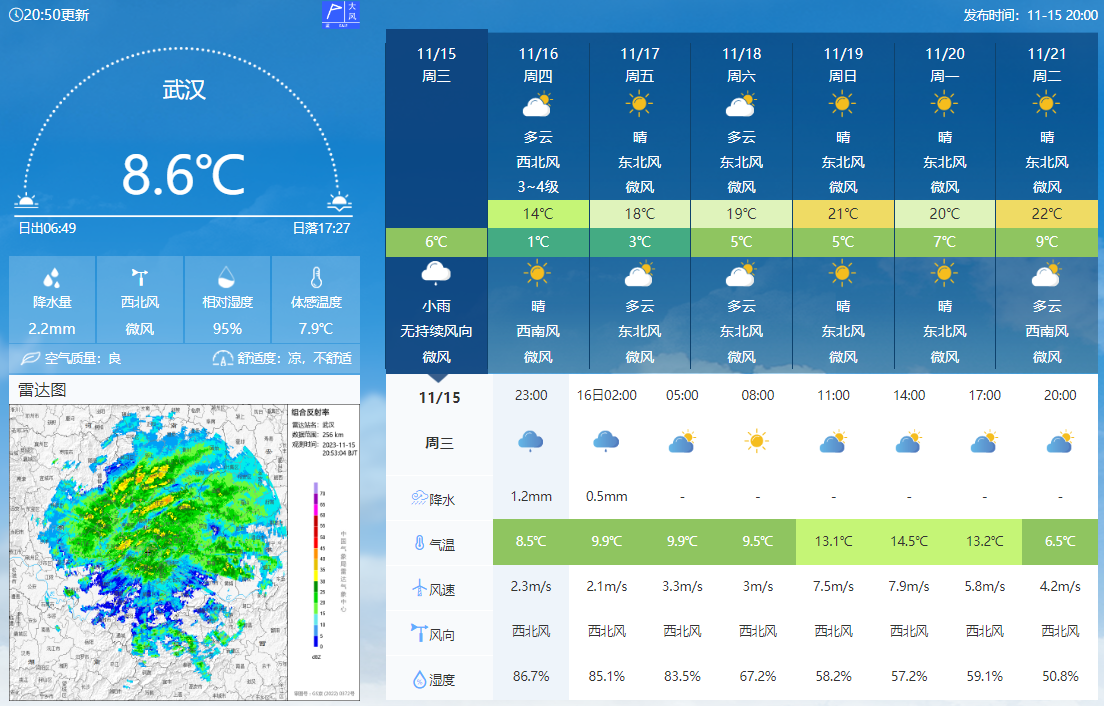 20:50更新
大风
发布时间：11-15 20:00
武汉
8.6℃
日出06:49
日落17:27
降水量
2.2mm
西北风
微风
相对湿度
95%
体感温度
7.9℃
空气质量：良
舒适度：凉，不舒适
雷达图
组合反射率
雷达站名：武汉
数据范围：256 km
观测时间：2023-11-15
20:53:04 BJT
70
65
60
55
50
45
40
35
30
25
20
15
10
5
0
dBZ
中国气象局雷达气象中心
11/15 11/16 11/17 11/18 11/19 11/20 11/21
周三 周四 周五 周六 周日 周一 周二
多云 晴 多云 晴 晴 晴
西北风 东北风 东北风 东北风 东北风 东北风
3~4级 微风 微风 微风 微风 微风
14℃ 18℃ 19℃ 21℃ 20℃ 22℃
6℃ 1℃ 3℃ 5℃ 5℃ 7℃ 9℃
小雨 晴 多云 多云 晴 晴 多云
无持续风向 西南风 东北风 东北风 东北风 东北风 西南风
微风 微风 微风 微风 微风 微风 微风
11/15 23:00 16日02:00 05:00 08:00 11:00 14:00 17:00 20:00
周三
降水 1.2mm 0.5mm - - - - - -
气温 8.5℃ 9.9℃ 9.9℃ 9.5℃ 13.1℃ 14.5℃ 13.2℃ 6.5℃
风速 2.3m/s 2.1m/s 3.3m/s 3m/s 7.5m/s 7.9m/s 5.8m/s 4.2m/s
风向 西北风 西北风 西北风 西北风 西北风 西北风 西北风 西北风
湿度 86.7% 85.1% 83.5% 67.2% 58.2% 57.2% 59.1% 50.8%